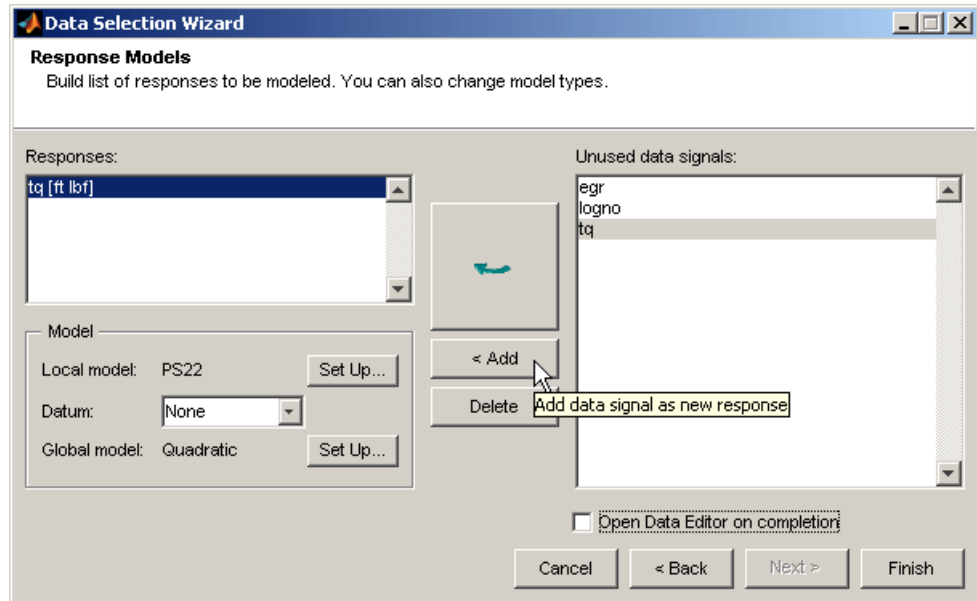 Data Selection Wizard
Response Models
Build list of responses to be modeled. You can also change model types.
Responses:
tq [ft lbf]
Unused data signals:
egr
logno
tq
< Add
Add data signal as new response
Delete
Model
Local model: PS22 Set Up...
Datum: None
Global model: Quadratic Set Up...
Open Data Editor on completion
Cancel < Back Next > Finish